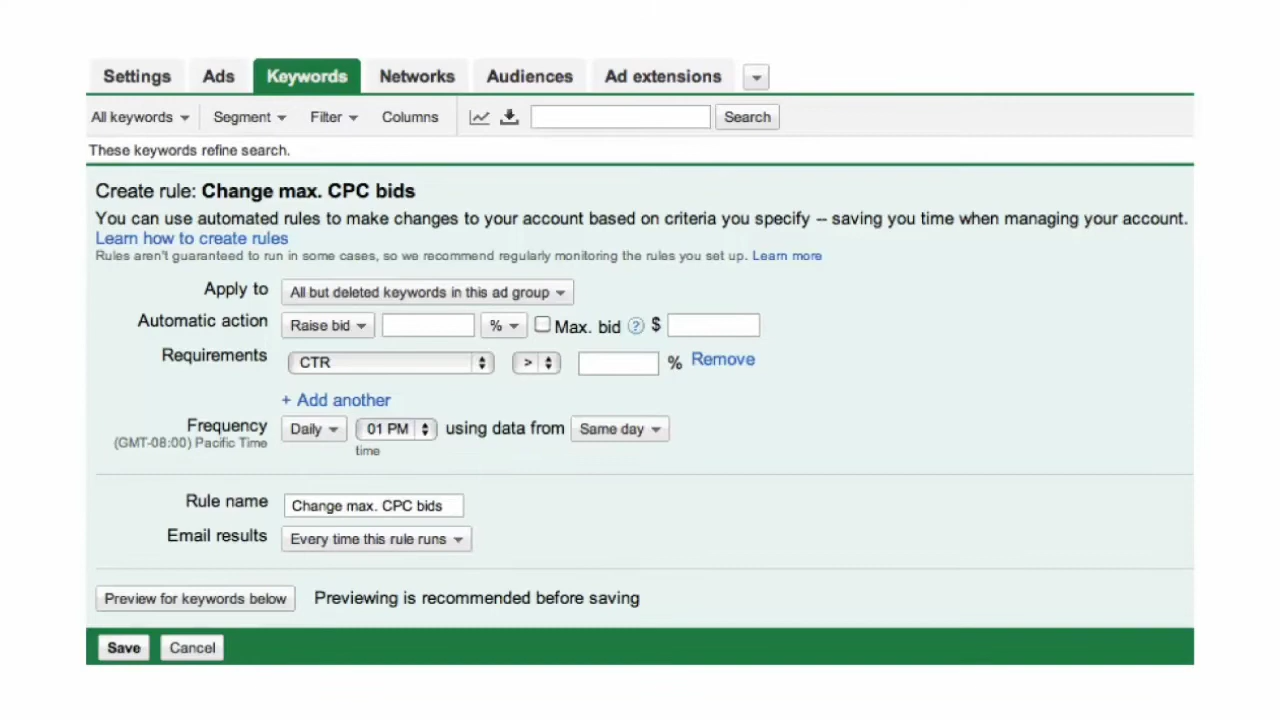 Settings Ads Keywords Networks Audiences Ad extensions
All keywords Segment Filter Columns Search
These keywords refine search.
Create rule: Change max. CPC bids
You can use automated rules to make changes to your account based on criteria you specify -- saving you time when managing your account.
Learn how to create rules
Rules aren't guaranteed to run in some cases, so we recommend regularly monitoring the rules you set up. Learn more
Apply to All but deleted keywords in this ad group
Automatic action Raise bid % Max. bid ? $
Requirements CTR > % Remove
+ Add another
Frequency Daily 01 PM using data from Same day
(GMT-08:00) Pacific Time
time
Rule name Change max. CPC bids
Email results Every time this rule runs
Preview for keywords below Previewing is recommended before saving
Save Cancel